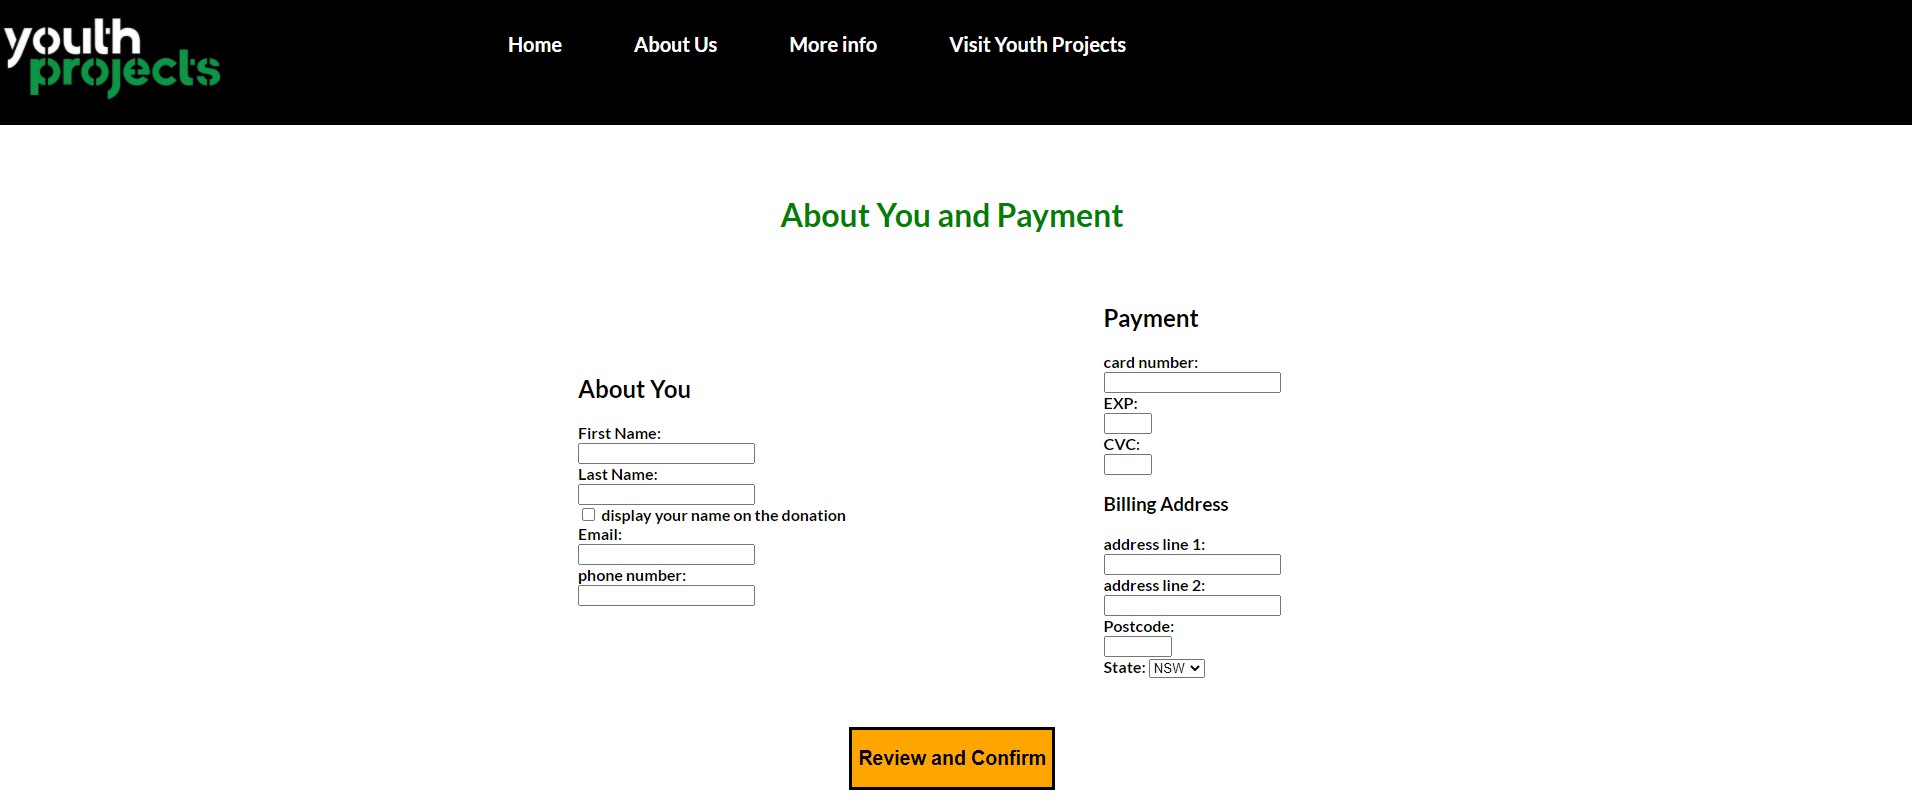 youth
projects
Home About Us More info Visit Youth Projects
About You and Payment
About You
First Name:
Last Name:
display your name on the donation
Email:
phone number:
Payment
card number:
EXP:
CVC:
Billing Address
address line 1:
address line 2:
Postcode:
State: NSW
Review and Confirm